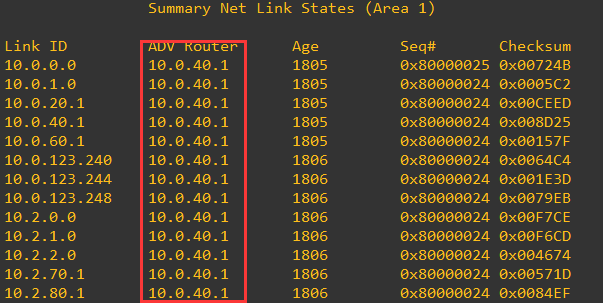 Summary Net Link States (Area 1)
Link ID ADV Router Age Seq# Checksum
10.0.0.0 10.0.40.1 1805 0x80000025 0x00724B
10.0.1.0 10.0.40.1 1805 0x80000024 0x0005C2
10.0.20.1 10.0.40.1 1805 0x80000024 0x00CEED
10.0.40.1 10.0.40.1 1805 0x80000024 0x008D25
10.0.60.1 10.0.40.1 1805 0x80000024 0x00157F
10.0.123.240 10.0.40.1 1806 0x80000024 0x0064C4
10.0.123.244 10.0.40.1 1806 0x80000024 0x001E3D
10.0.123.248 10.0.40.1 1806 0x80000024 0x0079EB
10.2.0.0 10.0.40.1 1806 0x80000024 0x00F7CE
10.2.1.0 10.0.40.1 1806 0x80000024 0x00F6CD
10.2.2.0 10.0.40.1 1806 0x80000024 0x004674
10.2.70.1 10.0.40.1 1806 0x80000024 0x00571D
10.2.80.1 10.0.40.1 1806 0x80000024 0x0084EF